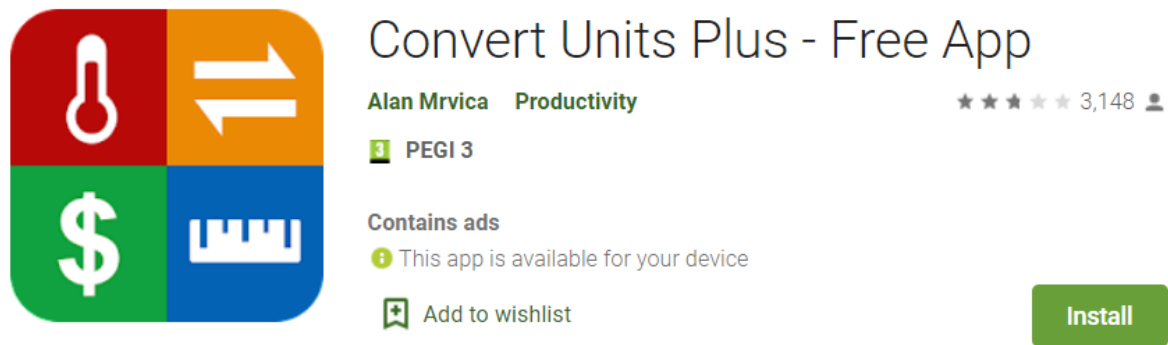 Convert Units Plus - Free App
Alan Mrvica Productivity 3,148
3 PEGI 3
Contains ads
This app is available for your device
Add to wishlist
Install
$